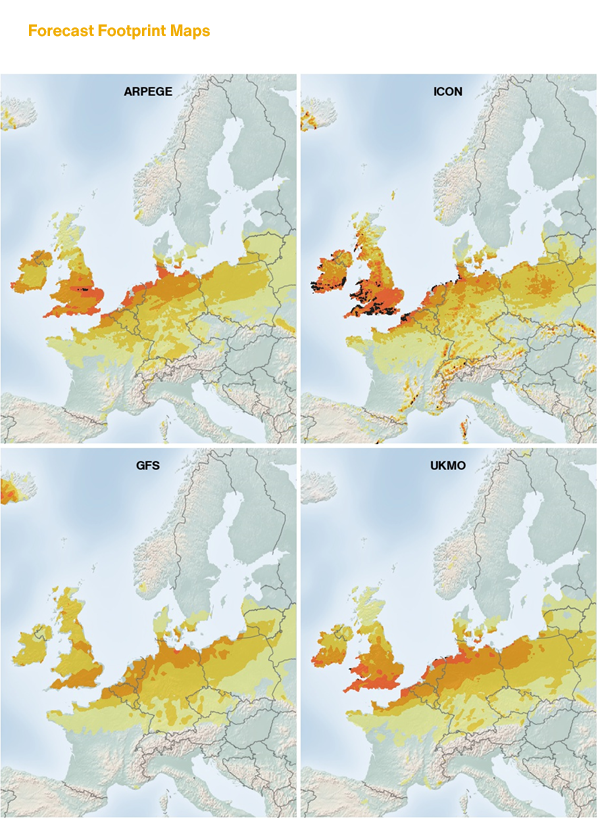 Forecast Footprint Maps
ARPEGE
ICON
GFS
UKMO